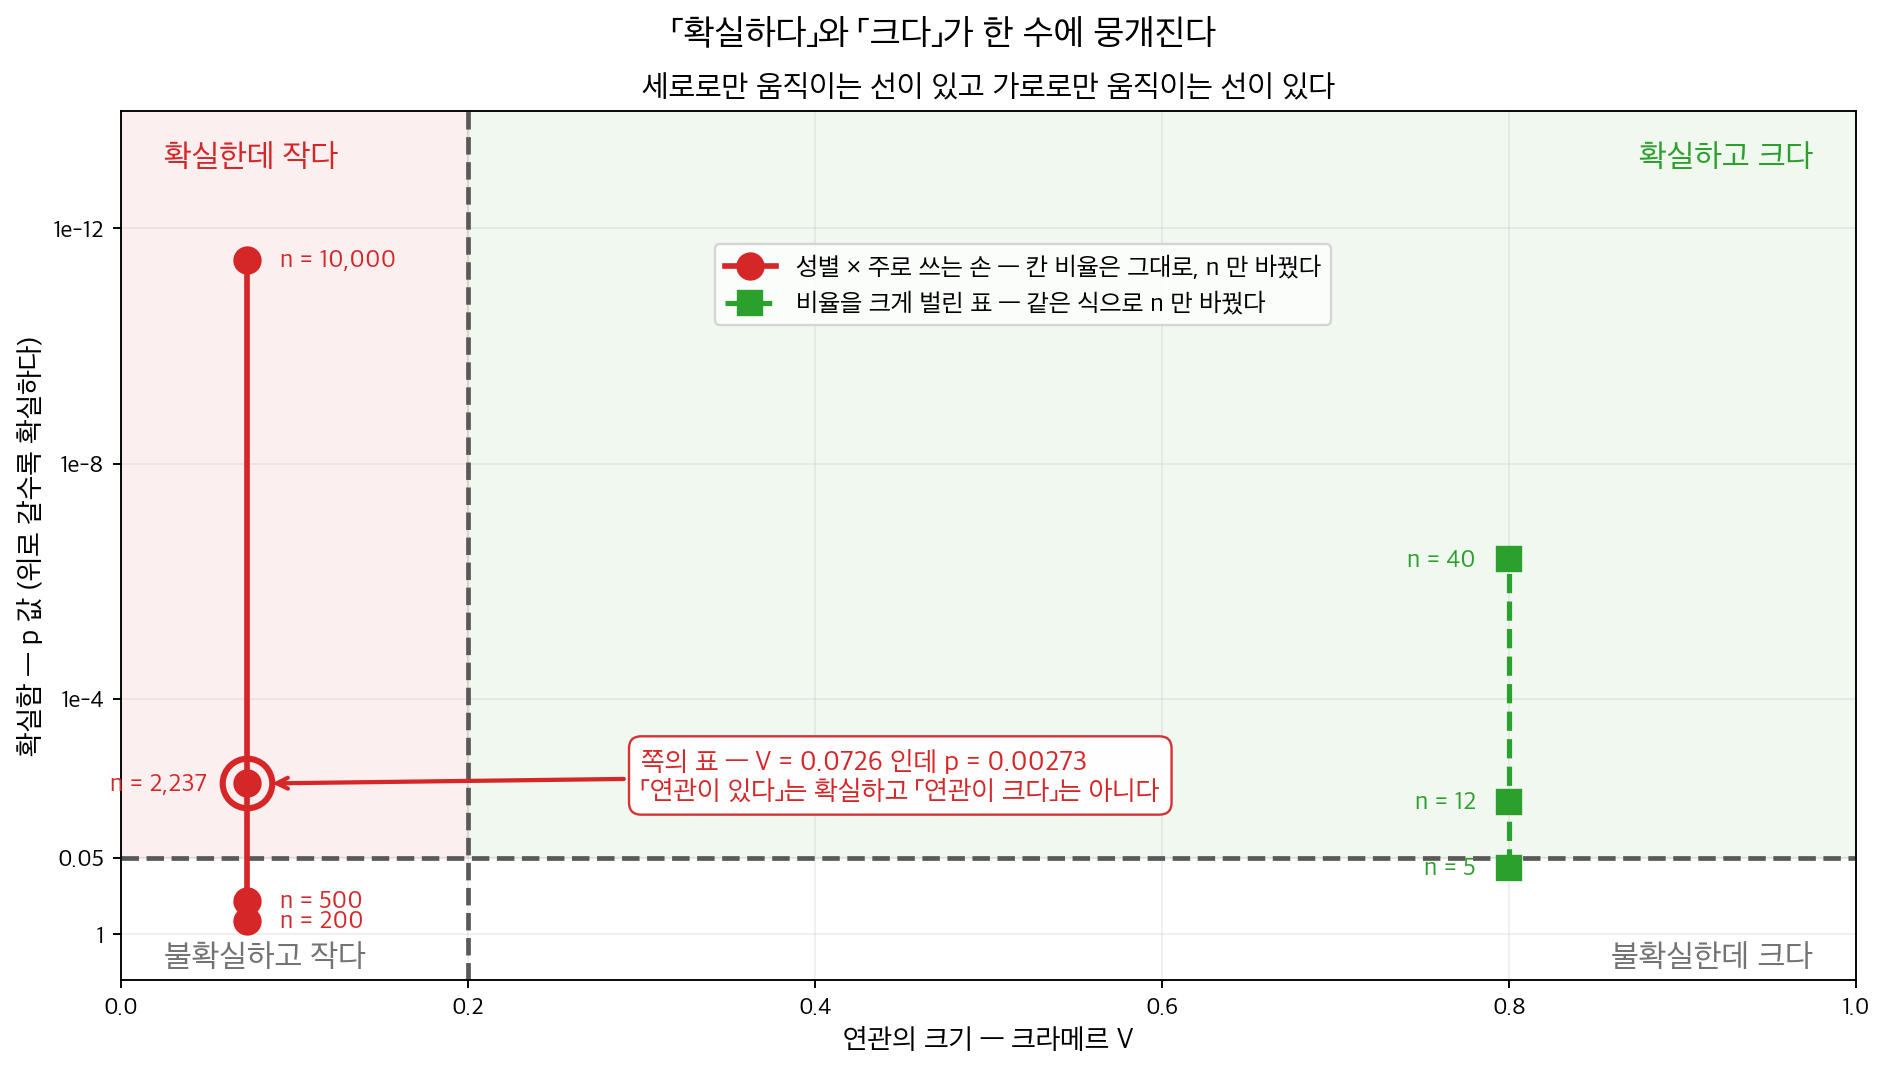 「확실하다」와 「크다」가 한 수에 뭉개진다
세로로만 움직이는 선이 있고 가로로만 움직이는 선이 있다
확실한데 작다
확실하고 크다
1e-12
1e-8
1e-4
0.05
1
확실함 — p 값 (위로 갈수록 확실하다)
n = 10,000
성별 × 주로 쓰는 손 — 칸 비율은 그대로, n 만 바꿨다
비율을 크게 벌린 표 — 같은 식으로 n 만 바꿨다
n = 40
쪽의 표 — V = 0.0726 인데 p = 0.00273
「연관이 있다」는 확실하고 「연관이 크다」는 아니다
n = 2,237
n = 12
n = 5
n = 500
n = 200
불확실하고 작다
불확실한데 크다
0.0
0.2
0.4
0.6
0.8
1.0
연관의 크기 — 크라메르 V